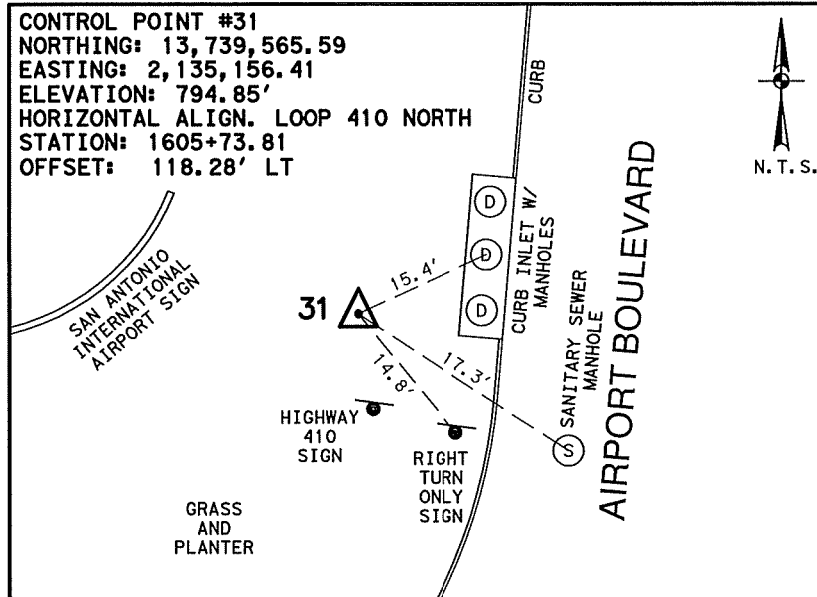 CONTROL POINT #31
NORTHING: 13,739,565.59
EASTING: 2,135,156.41
ELEVATION: 794.85'
HORIZONTAL ALIGN. LOOP 410 NORTH
STATION: 1605+73.81
OFFSET: 118.28' LT
CURB
N.T.S.
D
D
D
CURB INLET W/
MANHOLES
SAN ANTONIO
INTERNATIONAL
AIRPORT SIGN
31
15.4'
17.3'
14.8'
SANITARY SEWER
MANHOLE
S
AIRPORT BOULEVARD
HIGHWAY
410
SIGN
RIGHT
TURN
ONLY
SIGN
GRASS
AND
PLANTER